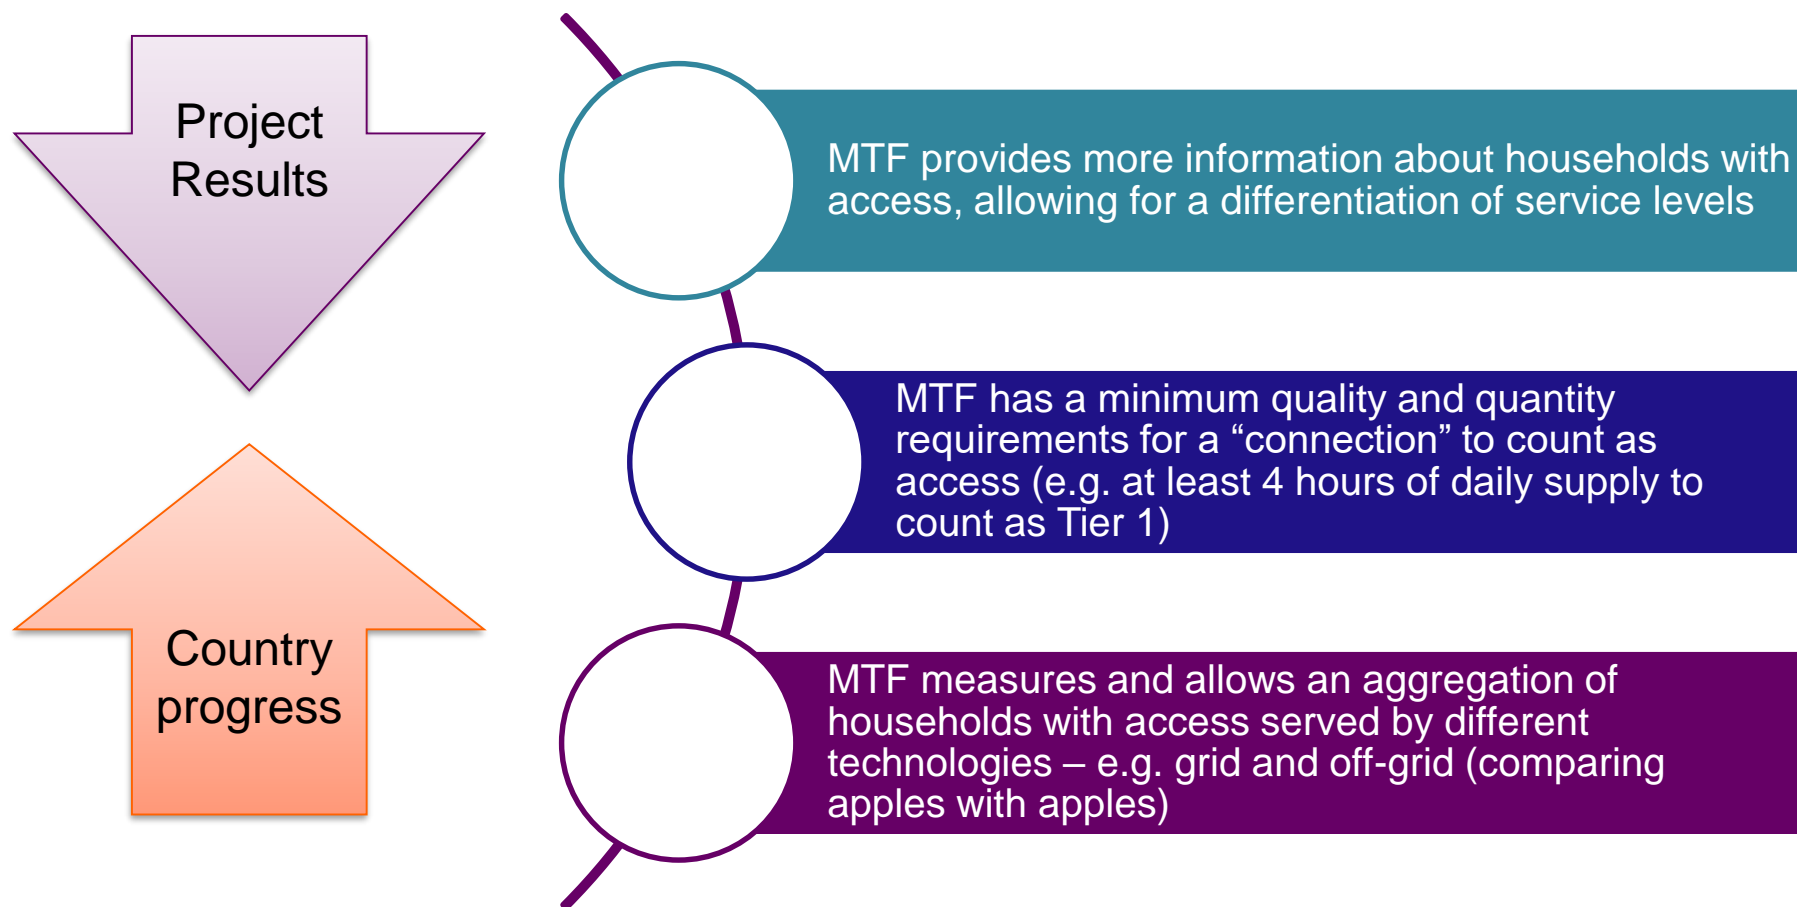 Project
Results
Country
progress
MTF provides more information about households with
access, allowing for a differentiation of service levels
MTF has a minimum quality and quantity
requirements for a “connection” to count as
access (e.g. at least 4 hours of daily supply to
count as Tier 1)
MTF measures and allows an aggregation of
households with access served by different
technologies – e.g. grid and off-grid (comparing
apples with apples)